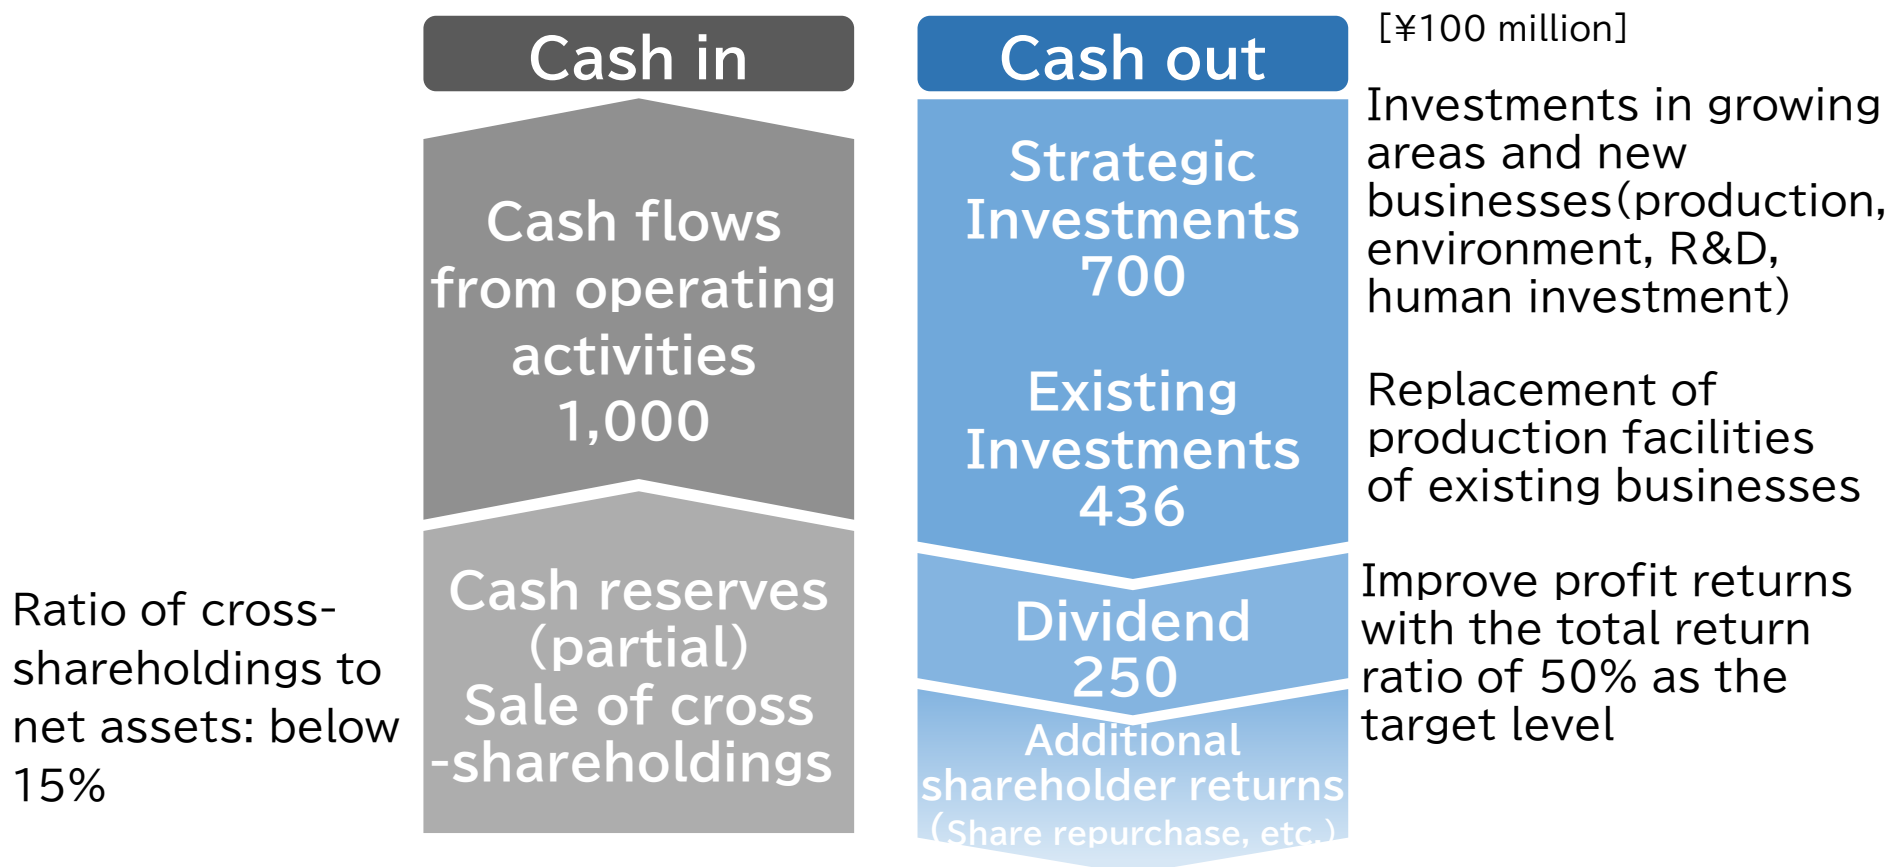 Cash in
Cash flows
from operating
activities
1,000
Ratio of cross-
shareholdings to
net assets: below
15%
Cash reserves
(partial)
Sale of cross
-shareholdings
Cash out
[¥100 million]
Strategic
Investments
700
Investments in growing
areas and new
businesses(production,
environment, R&D,
human investment)
Existing
Investments
436
Replacement of
production facilities
of existing businesses
Dividend
250
Improve profit returns
with the total return
ratio of 50% as the
target level
Additional
shareholder returns
(Share repurchase, etc.)